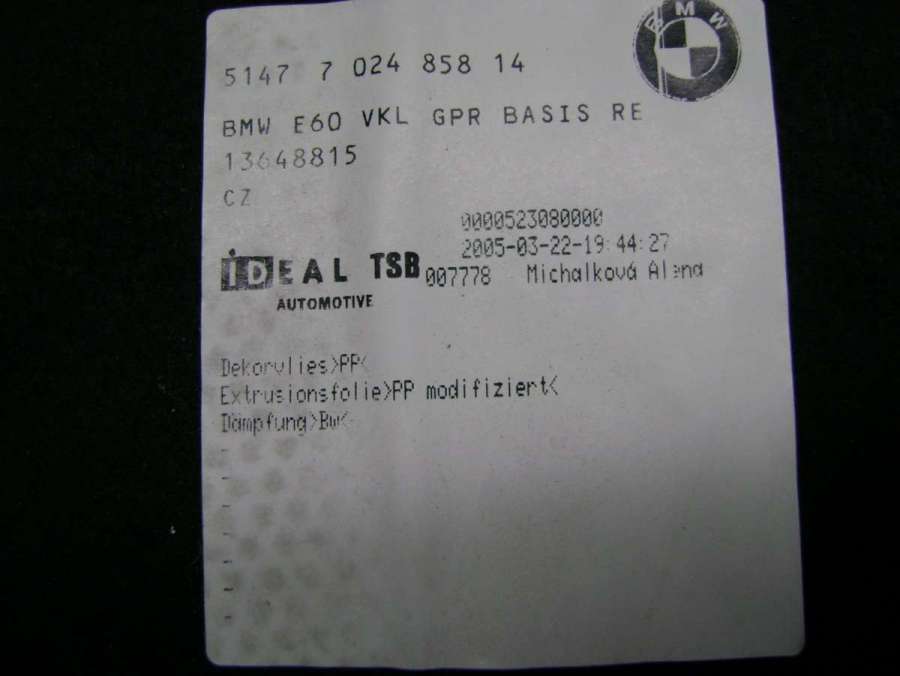 BMW
5147 7 024 858 14
BMW E60 VKL GPR BASIS RE
13648815
CZ
0000523080000
2005-03-22-19:44:27
iDEAL TSB 007778 Michalková Alena
AUTOMOTIVE
Dekorvlies>PP<
Extrusionsfolie>PP modifiziert<
Dämpfung>BW<